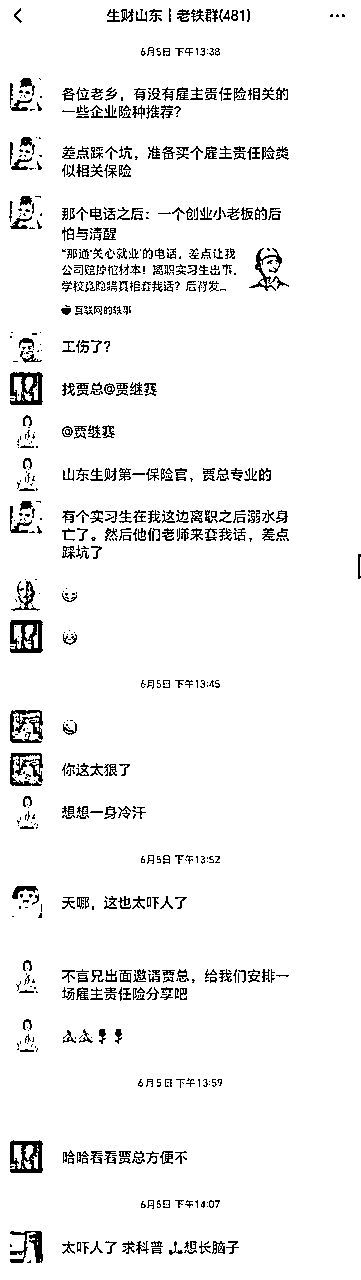 生财山东｜老铁群(481)
6月5日 下午13:38
各位老乡，有没有雇主责任险相关的
一些企业险种推荐？
差点踩个坑，准备买个雇主责任险类
似相关保险
那个电话之后：一个创业小老板的后
怕与清醒
“那通‘关心就业’的电话，差点让我
公司赔掉棺材本！离职实习生出事，
学校竟隐瞒真相套我话？后背发...
互联网的轶事
工伤了？
找贾总@贾继赛
@贾继赛
山东生财第一保险官，贾总专业的
有个实习生在我这边离职之后溺水身
亡了。然后他们老师来套我话，差点
踩坑了
6月5日 下午13:45
你这太狠了
想想一身冷汗
6月5日 下午13:52
天哪，这也太吓人了
不言兄出面邀请贾总，给我们安排一
场雇主责任险分享吧
6月5日 下午13:59
哈哈看看贾总方便不
6月5日 下午14:07
太吓人了 求科普 想长脑子